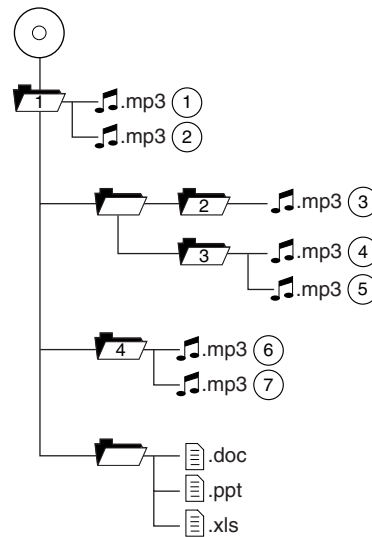 1 .mp3 1
.mp3 2
2 .mp3 3
3 .mp3 4
.mp3 5
4 .mp3 6
.mp3 7
.doc
.ppt
.xls